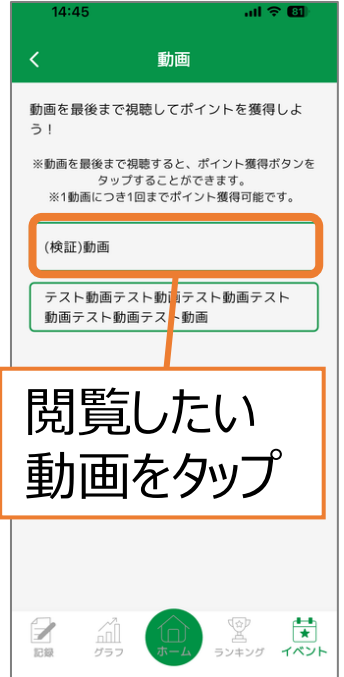 14:45
81
動画
動画を最後まで視聴してポイントを獲得しよ
う！
※動画を最後まで視聴すると、ポイント獲得ボタンを
タップすることができます。
※1動画につき1回までポイント獲得可能です。
(検証)動画
テスト動画テスト動画テスト動画テスト
動画テスト動画テスト動画
閲覧したい
動画をタップ
記録
グラフ
ホーム
ランキング
イベント